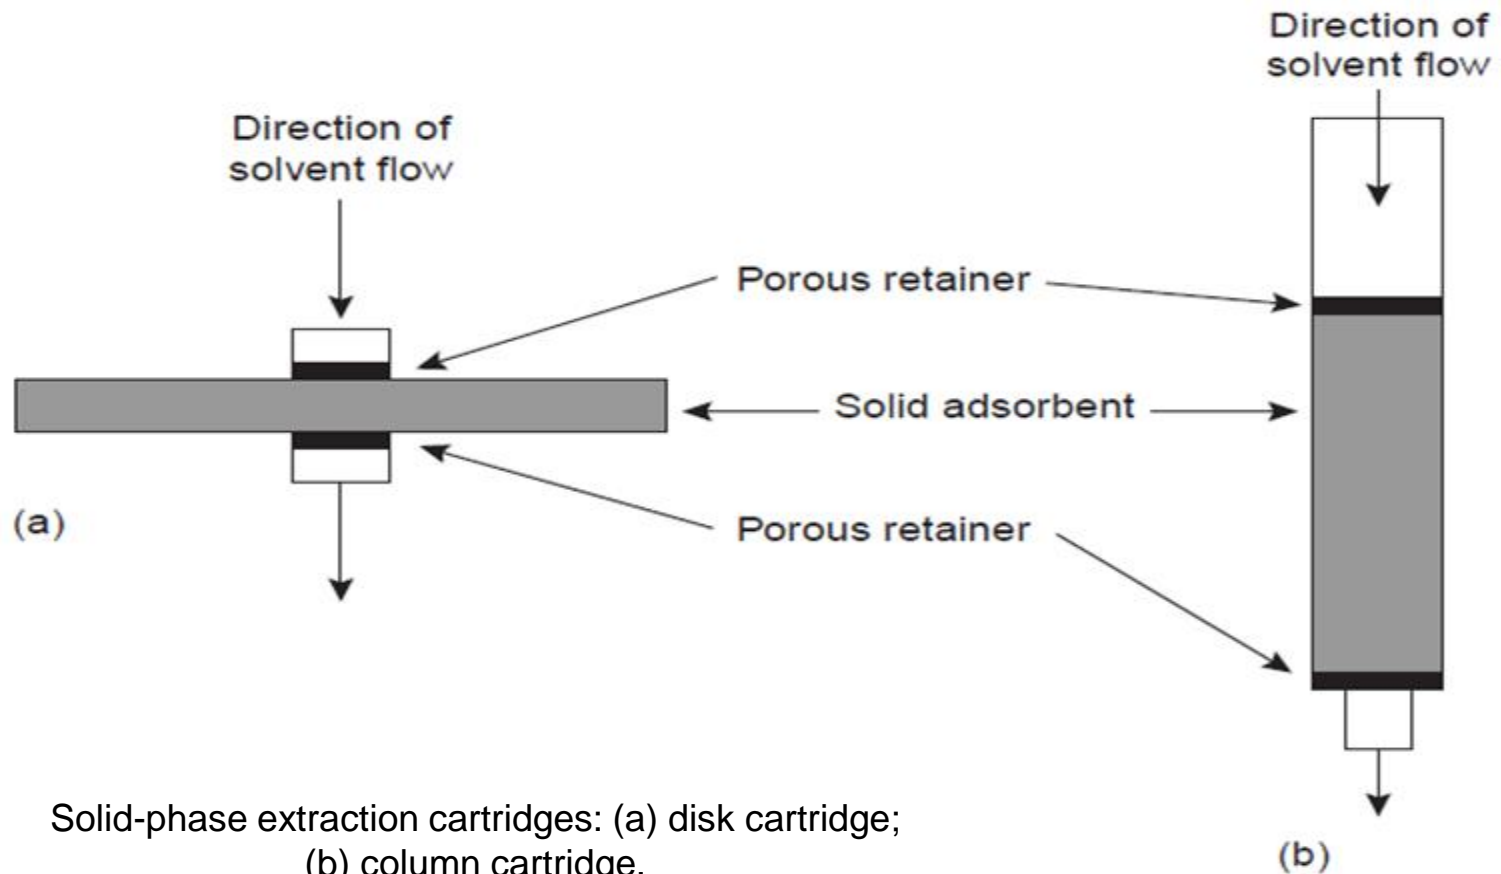 Direction of
solvent flow
Direction of
solvent flow
Porous retainer
Solid adsorbent
(a)
Porous retainer
Solid-phase extraction cartridges: (a) disk cartridge;
(b) column cartridge.
(b)